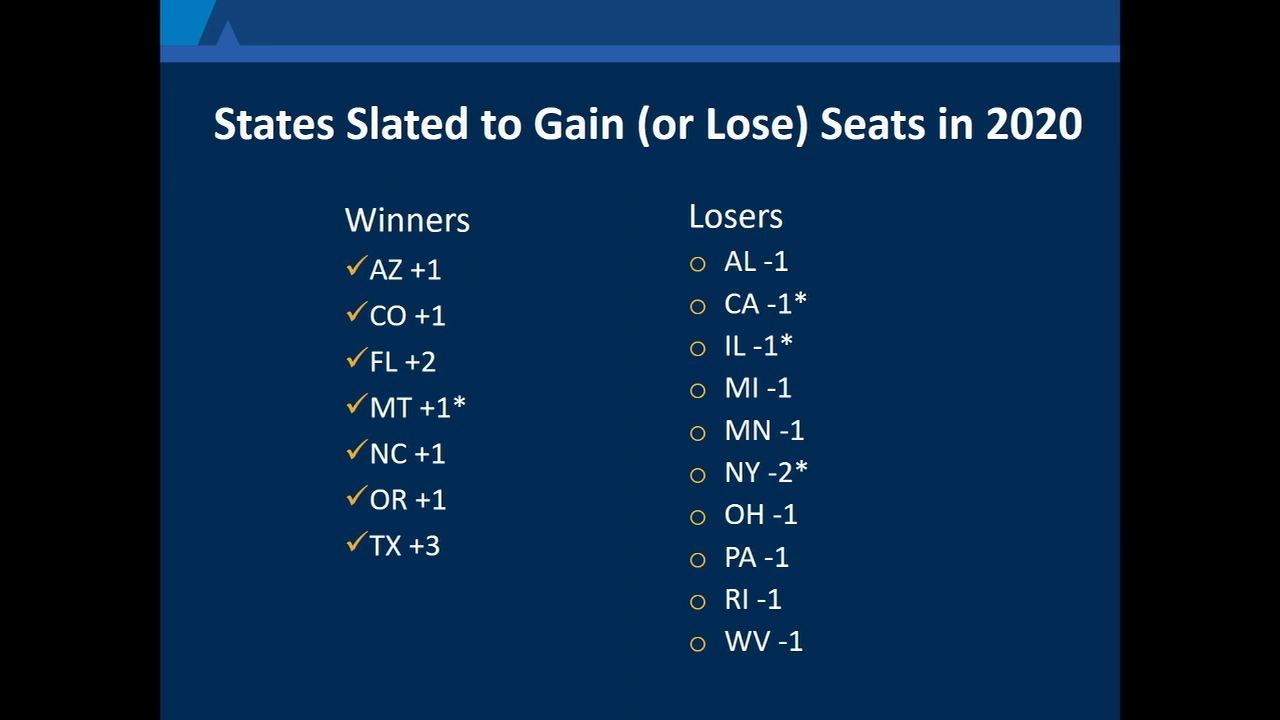 States Slated to Gain (or Lose) Seats in 2020
Winners
AZ +1
CO +1
FL +2
MT +1*
NC +1
OR +1
TX +3
Losers
AL -1
CA -1*
IL -1*
MI -1
MN -1
NY -2*
OH -1
PA -1
RI -1
WV -1